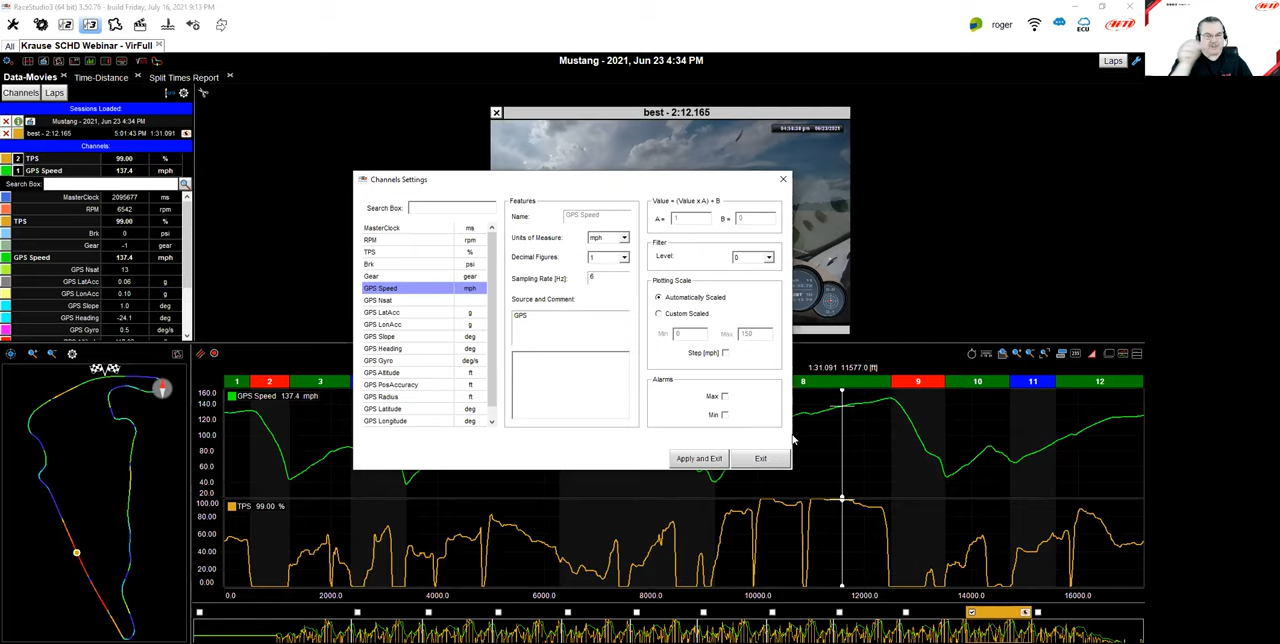 RaceStudio3 (64 bit) 3.50.76 - build Friday, July 16, 2021 9:13 PM
roger
ECU
All Krause SCHD Webinar - VirFull
Mustang - 2021, Jun 23 4:34 PM
Laps
Data-Movies Time-Distance Split Times Report
Channels Laps
Sessions Loaded:
Mustang - 2021, Jun 23 4:34 PM
best - 2:12.165 5:01:43 PM 1:31.091
Channels:
2 TPS 99.00 %
1 GPS Speed 137.4 mph
Search Box:
MasterClock 2095677 ms
RPM 6542 rpm
TPS 99.00 %
Brk 0 psi
Gear -1 gear
GPS Speed 137.4 mph
GPS Nsat 13
GPS LatAcc 0.06 g
GPS LonAcc 0.10 g
GPS Slope 1.0 deg
GPS Heading -24.1 deg
GPS Gyro 0.5 deg/s
best - 2:12.165
Channels Settings
Search Box:
MasterClock ms
RPM rpm
TPS %
Brk psi
Gear gear
GPS Speed mph
GPS Nsat
GPS LatAcc g
GPS LonAcc g
GPS Slope deg
GPS Heading deg
GPS Gyro deg/s
GPS Altitude ft
GPS PosAccuracy ft
GPS Radius ft
GPS Latitude deg
GPS Longitude deg
Features
Name: GPS Speed
Units of Measure: mph
Decimal Figures: 1
Sampling Rate [Hz]: 6
Source and Comment:
GPS
Value = (Value x A) + B
A = 1 B = 0
Filter
Level: 0
Plotting Scale
Automatically Scaled
Custom Scaled
Min 0 Max 150
Step [mph]
Alarms
Max
Min
Apply and Exit Exit
1:31.091 11577.0 [ft]
1 2 3 8 9 10 11 12
GPS Speed 137.4 mph
160.0
140.0
120.0
100.0
80.0
60.0
40.0
20.0
TPS 99.00 %
100.00
80.00
60.00
40.00
20.00
0.00
0.0 2000.0 4000.0 6000.0 8000.0 10000.0 12000.0 14000.0 16000.0